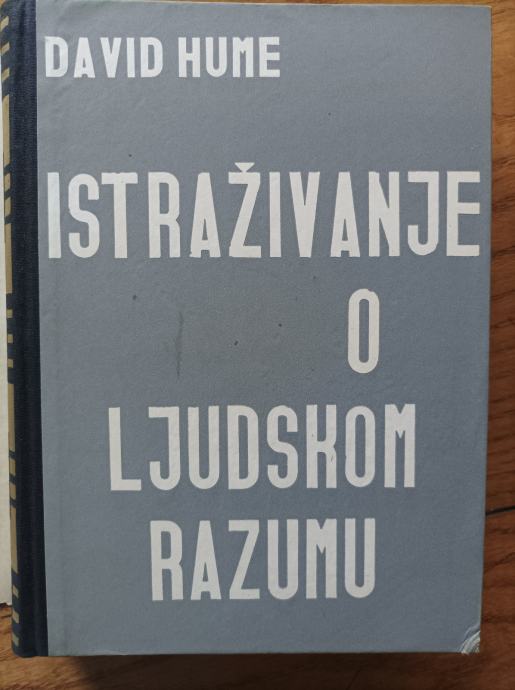 DAVID HUME
ISTRAŽIVANJE
O
LJUDSKOM
RAZUMU